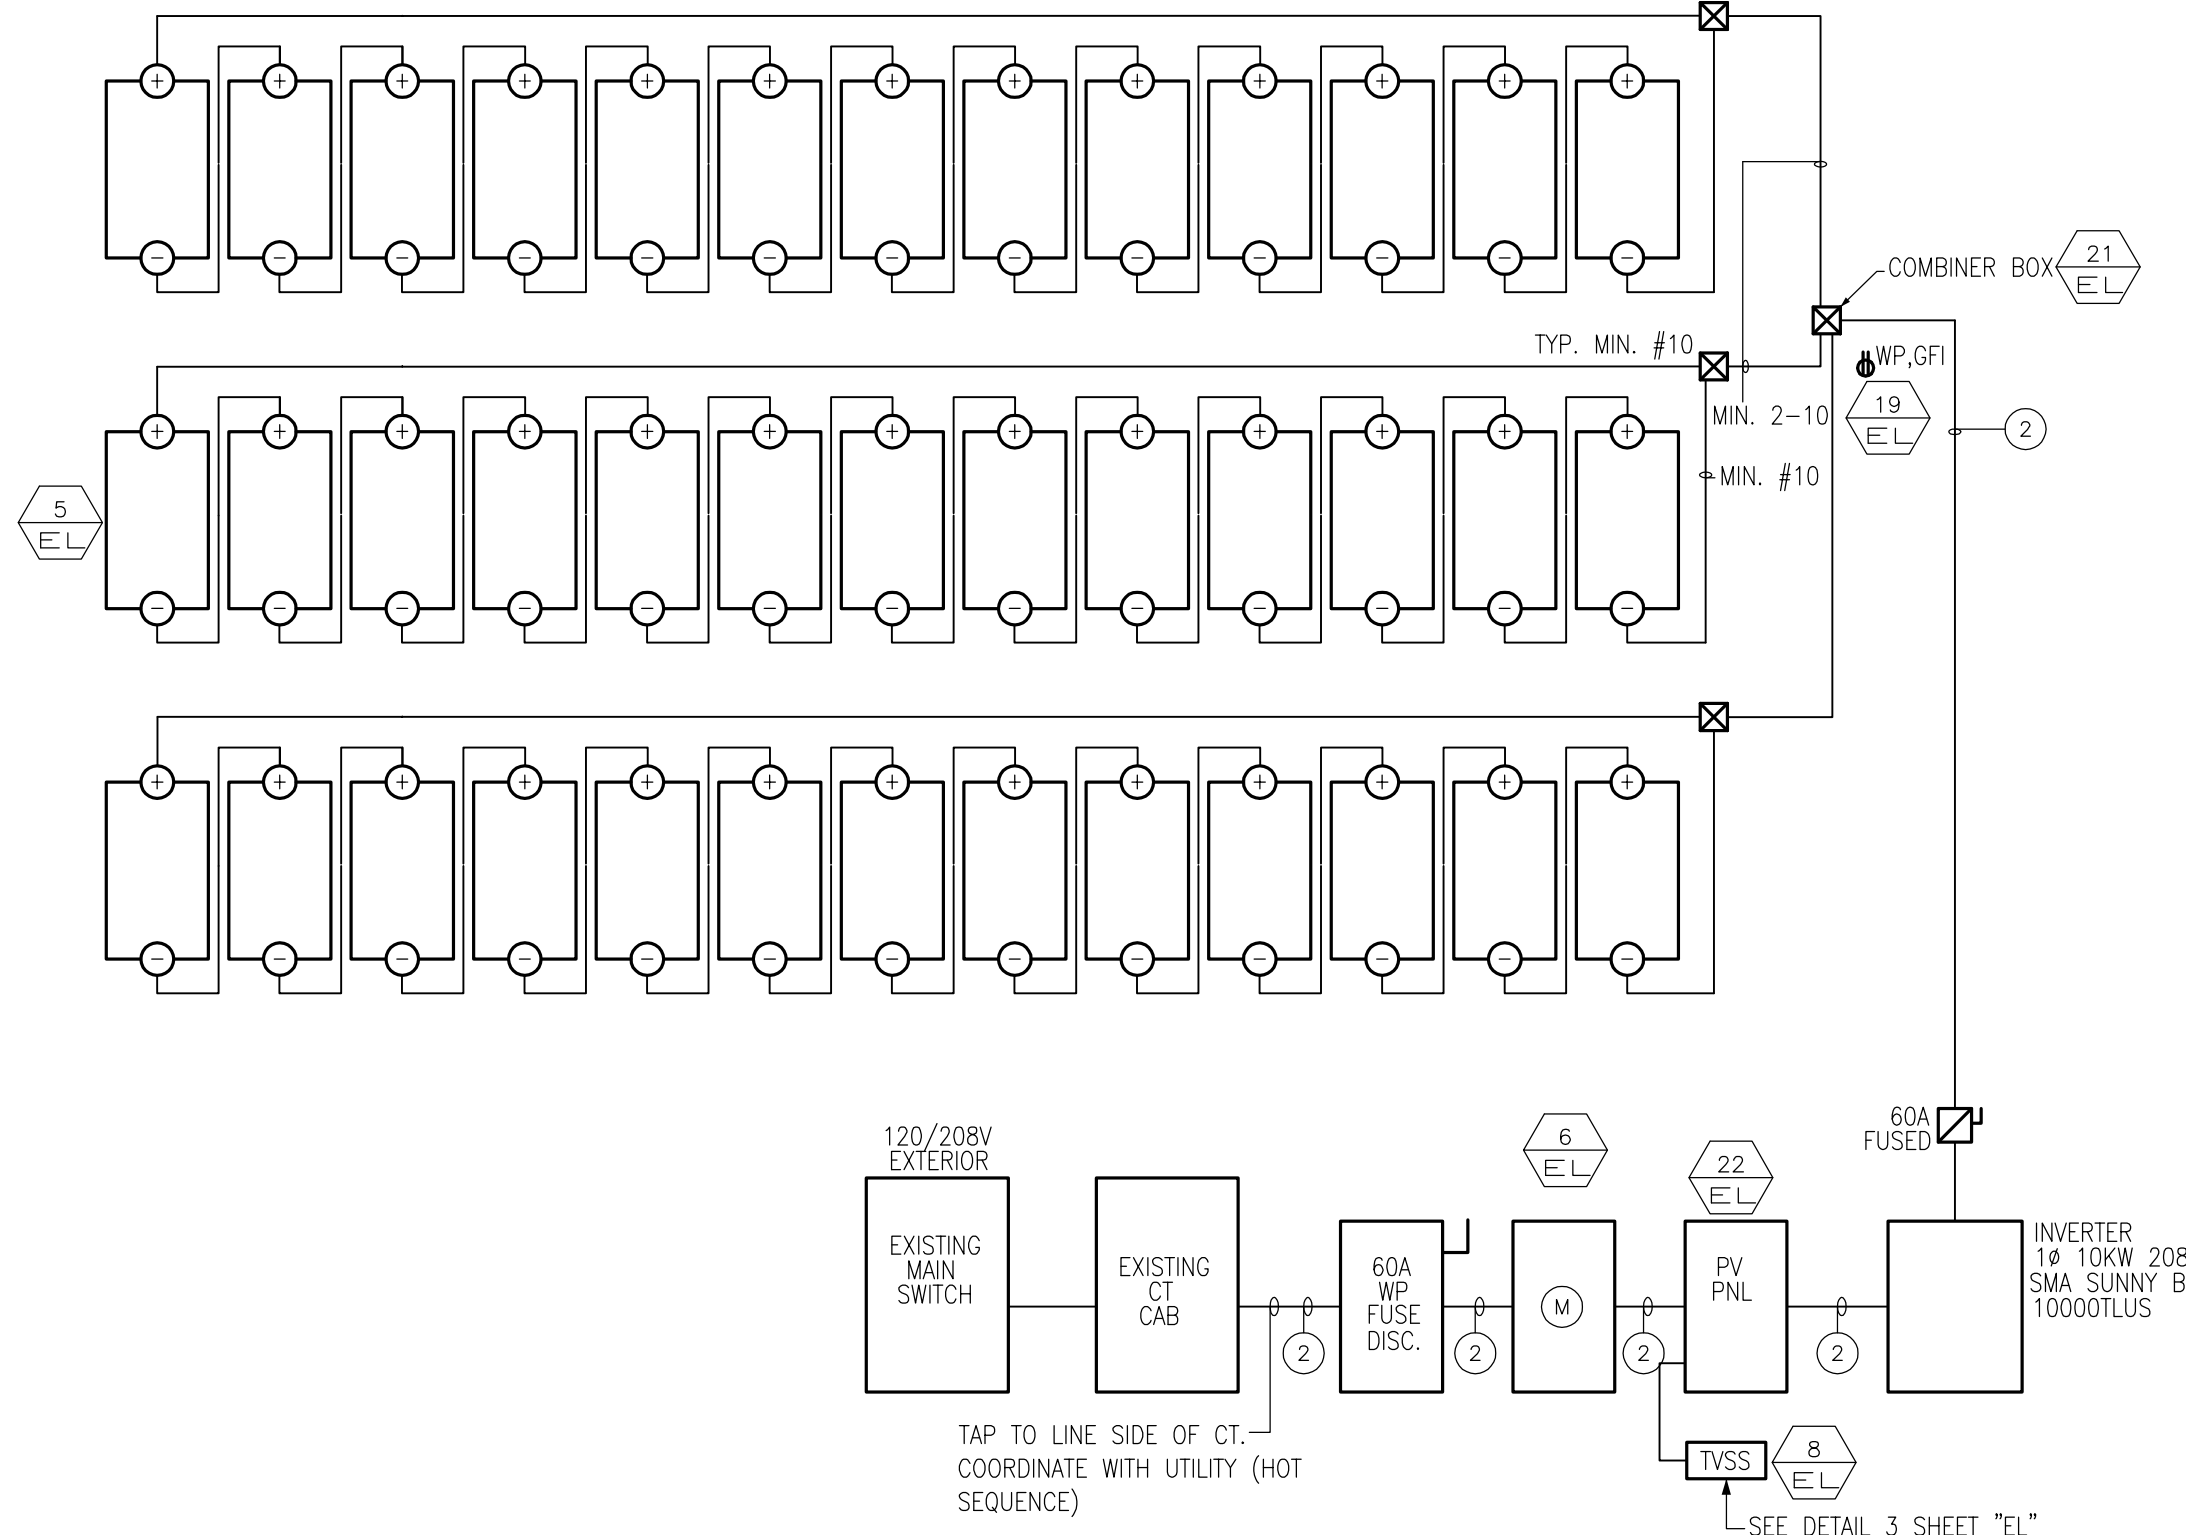 + + + + + + + + + + + + +
- - - - - - - - - - - - -
COMBINER BOX
21
EL
TYP. MIN. #10
WP,GFI
19
EL
MIN. 2-10
2
+ + + + + + + + + + + + +
MIN. #10
5
EL
- - - - - - - - - - - - -
+ + + + + + + + + + + + +
- - - - - - - - - - - - -
60A
FUSED
120/208V
EXTERIOR
6
EL
22
EL
EXISTING
MAIN
SWITCH
EXISTING
CT
CAB
60A
WP
FUSE
DISC.
M
PV
PNL
INVERTER
1ø 10KW 208
SMA SUNNY B
10000TLUS
2
2
2
2
TAP TO LINE SIDE OF CT.
COORDINATE WITH UTILITY (HOT
SEQUENCE)
TVSS
8
EL
SEE DETAIL 3 SHEET "EL"